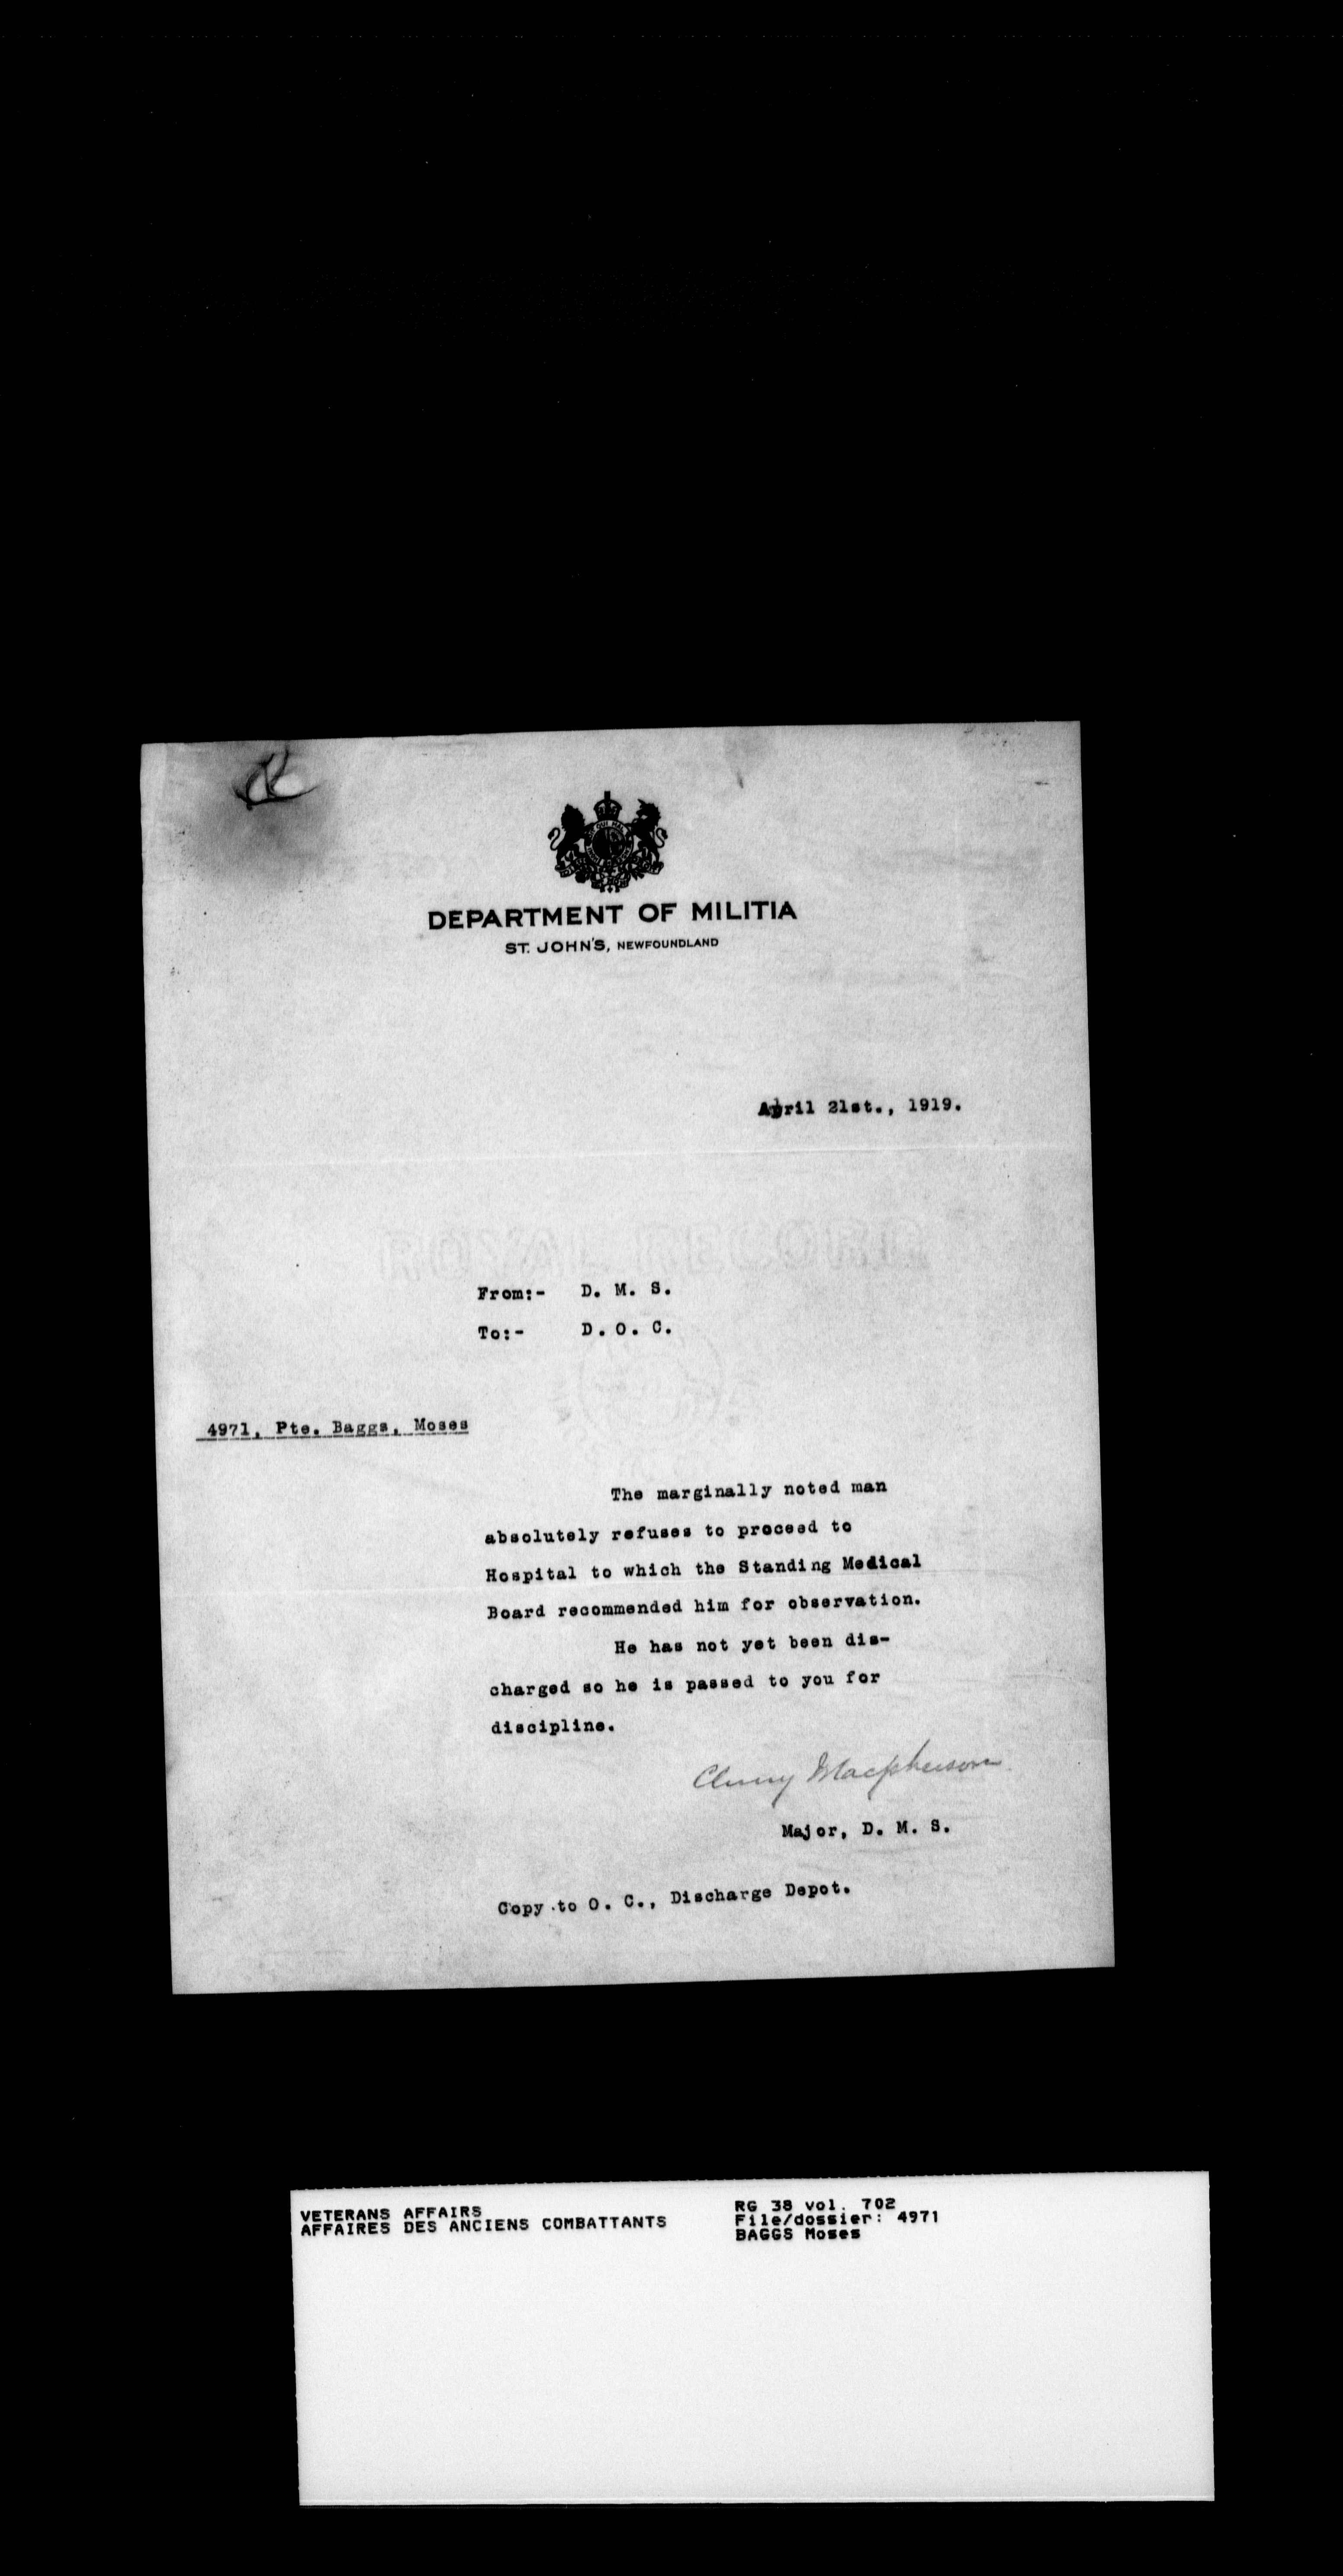 DEPARTMENT OF MILITIA
ST. JOHN'S, NEWFOUNDLAND
April 21st., 1919.
ROYAL RECORD
From:- D. M. S.
To:- D. O. C.
4971, Pte. Baggs, Moses
The marginally noted man
absolutely refuses to proceed to
Hospital to which the Standing Medical
Board recommended him for observation.
He has not yet been dis-
charged so he is passed to you for
discipline.
Cluny Macpherson
Major, D. M. S.
Copy to O. C., Discharge Depot.
VETERANS AFFAIRS
AFFAIRES DES ANCIENS COMBATTANTS
RG 38 vol. 702
File/dossier: 4971
BAGGS Moses